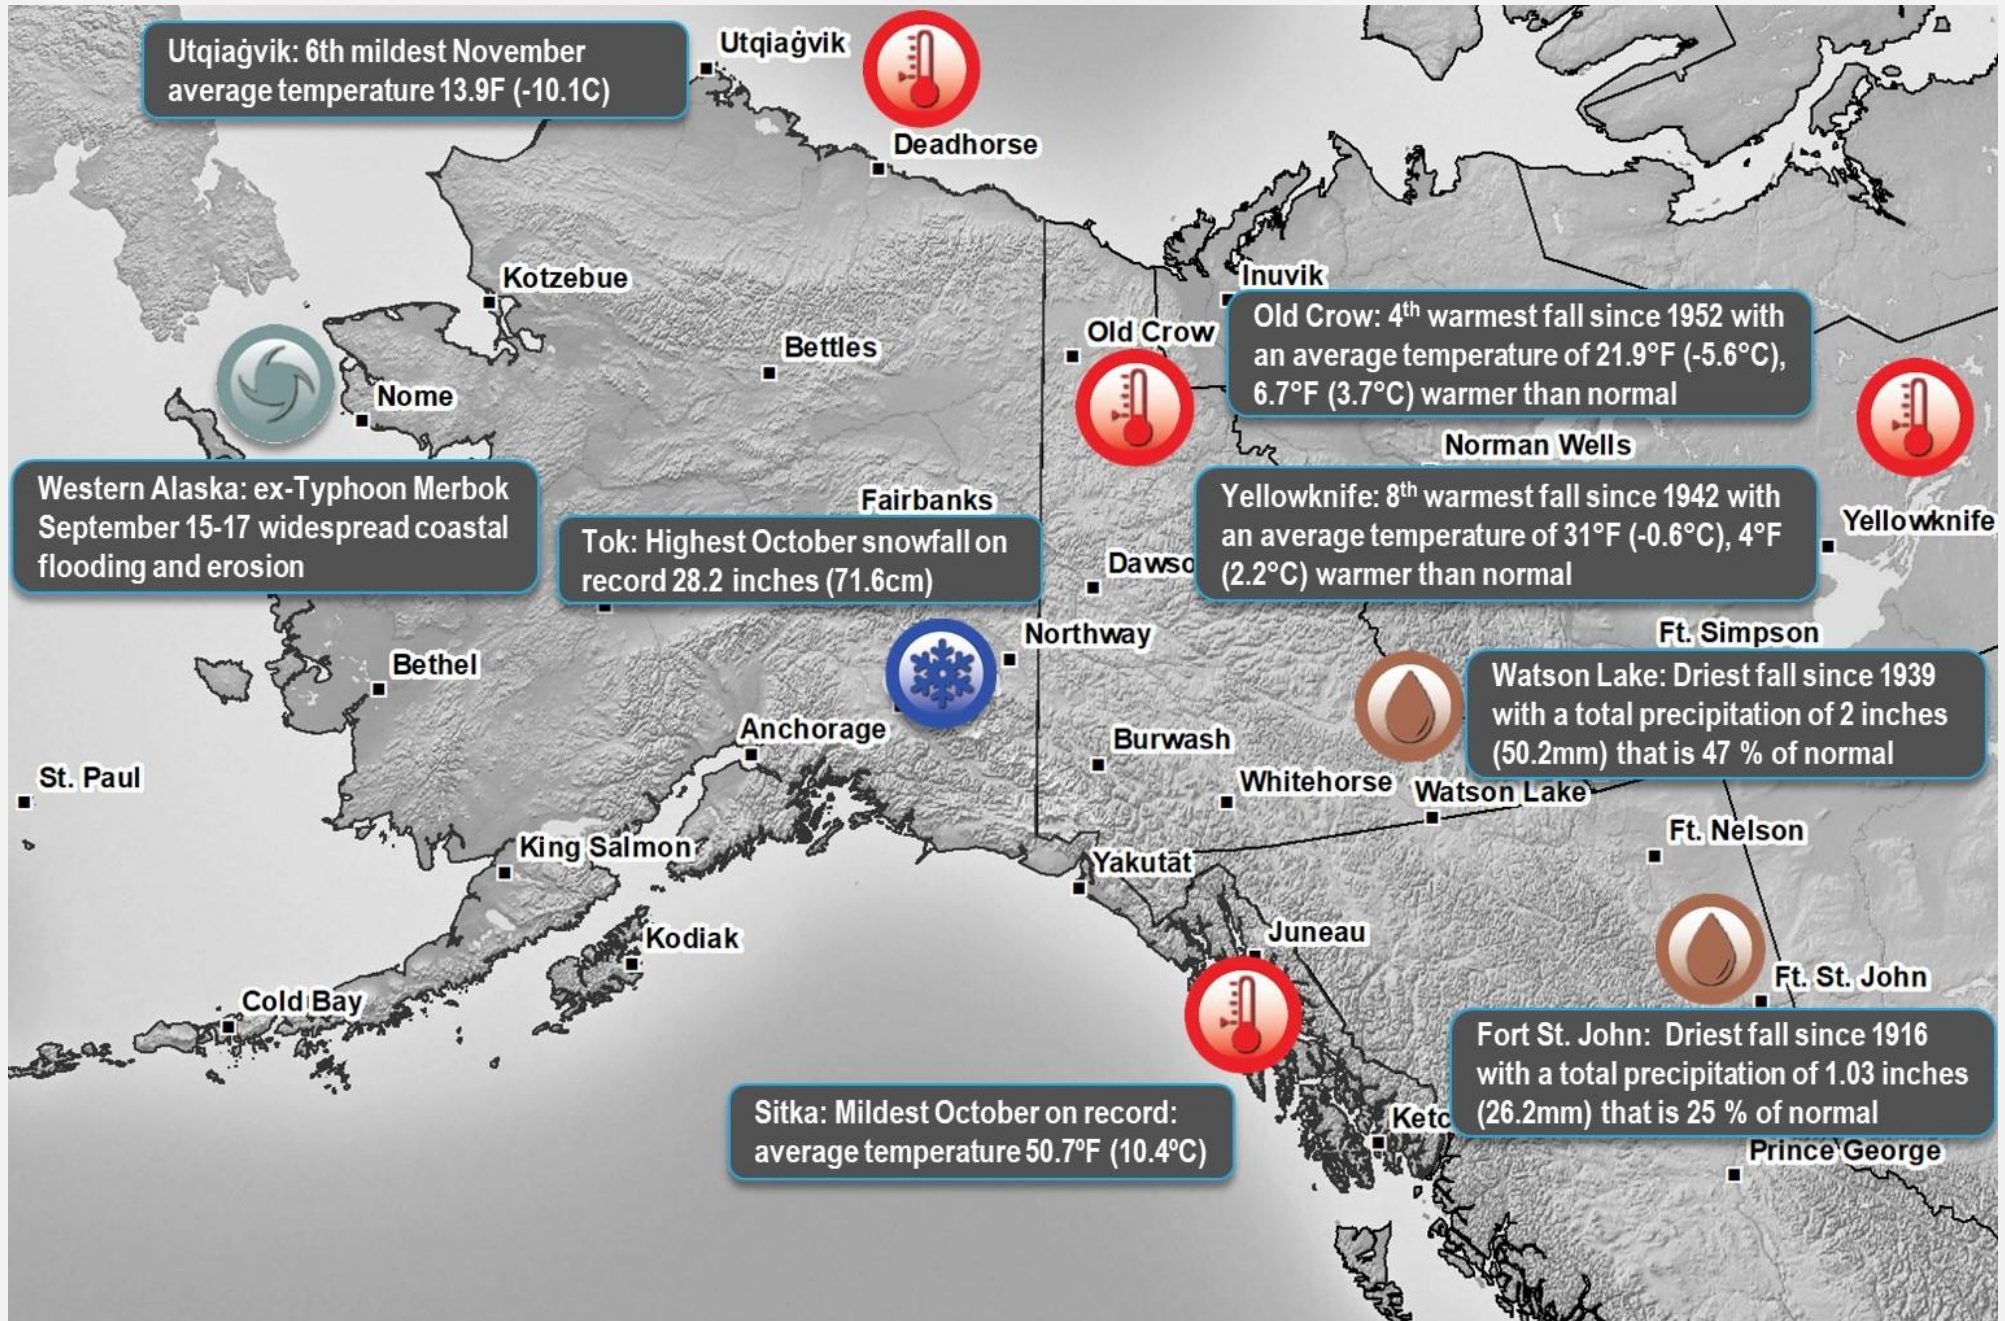 Utqiaġvik: 6th mildest November
average temperature 13.9F (-10.1C)
Utqiaġvik
Deadhorse
Kotzebue
Inuvik
Old Crow: 4th warmest fall since 1952 with
an average temperature of 21.9°F (-5.6°C),
6.7°F (3.7°C) warmer than normal
Old Crow
Bettles
Nome
Norman Wells
Western Alaska: ex-Typhoon Merbok
September 15-17 widespread coastal
flooding and erosion
Fairbanks
Yellowknife: 8th warmest fall since 1942 with
an average temperature of 31°F (-0.6°C), 4°F
(2.2°C) warmer than normal
Yellowknife
Tok: Highest October snowfall on
record 28.2 inches (71.6cm)
Dawso
Northway
Ft. Simpson
Bethel
Watson Lake: Driest fall since 1939
with a total precipitation of 2 inches
(50.2mm) that is 47 % of normal
Anchorage
Burwash
St. Paul
Whitehorse
Watson Lake
Ft. Nelson
King Salmon
Yakutat
Kodiak
Juneau
Ft. St. John
Cold Bay
Fort St. John: Driest fall since 1916
with a total precipitation of 1.03 inches
(26.2mm) that is 25 % of normal
Sitka: Mildest October on record:
average temperature 50.7ºF (10.4ºC)
Ketc
Prince George